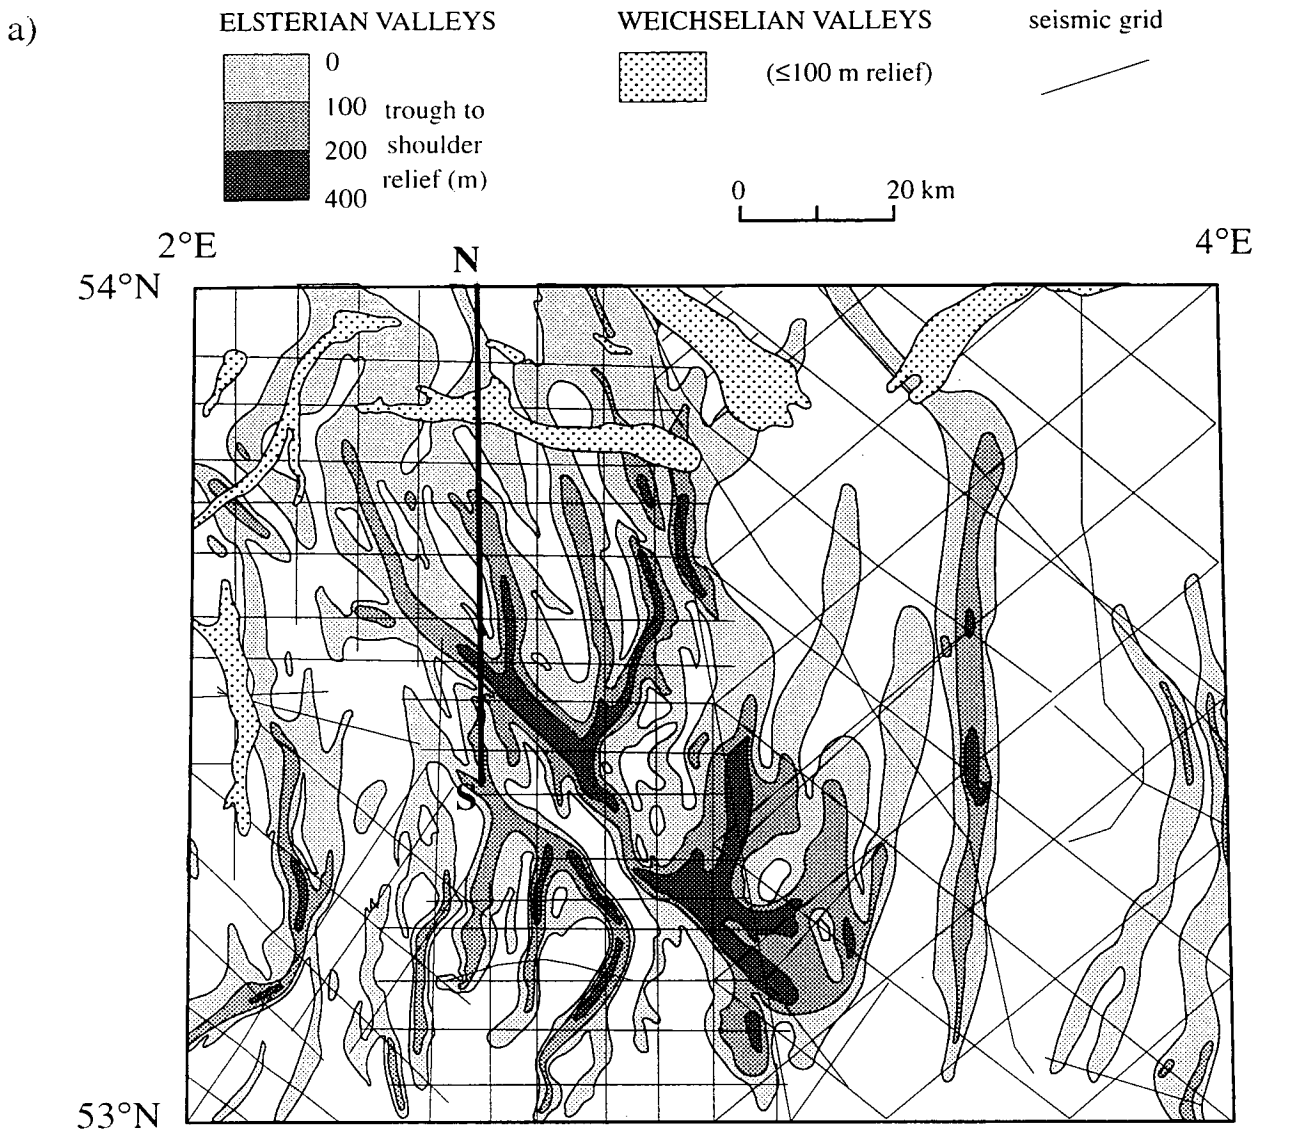 a)
ELSTERIAN VALLEYS
0
100
200
400
trough to
shoulder
relief (m)
WEICHSELIAN VALLEYS
(≤100 m relief)
seismic grid
0 20 km
2°E
4°E
54°N
N
S
53°N